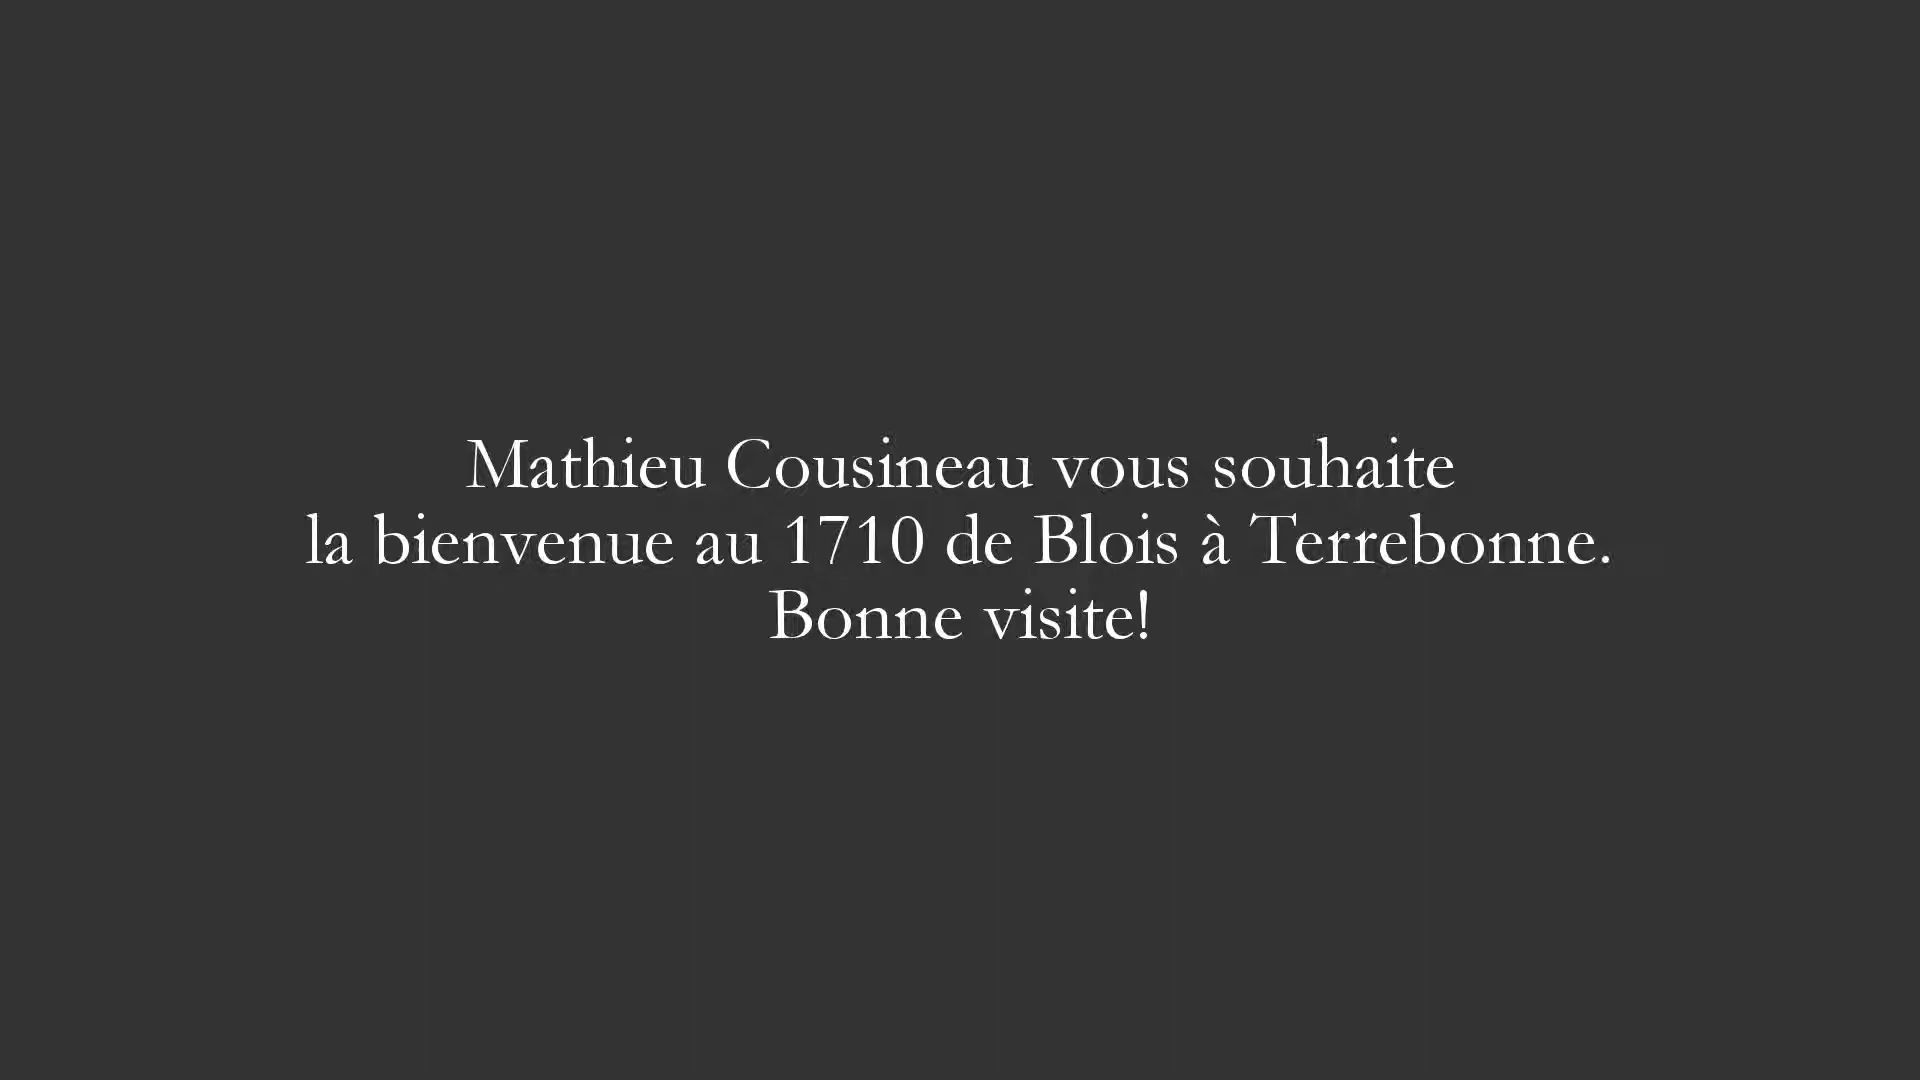 Mathieu Cousineau vous souhaite
la bienvenue au 1710 de Blois à Terrebonne.
Bonne visite!